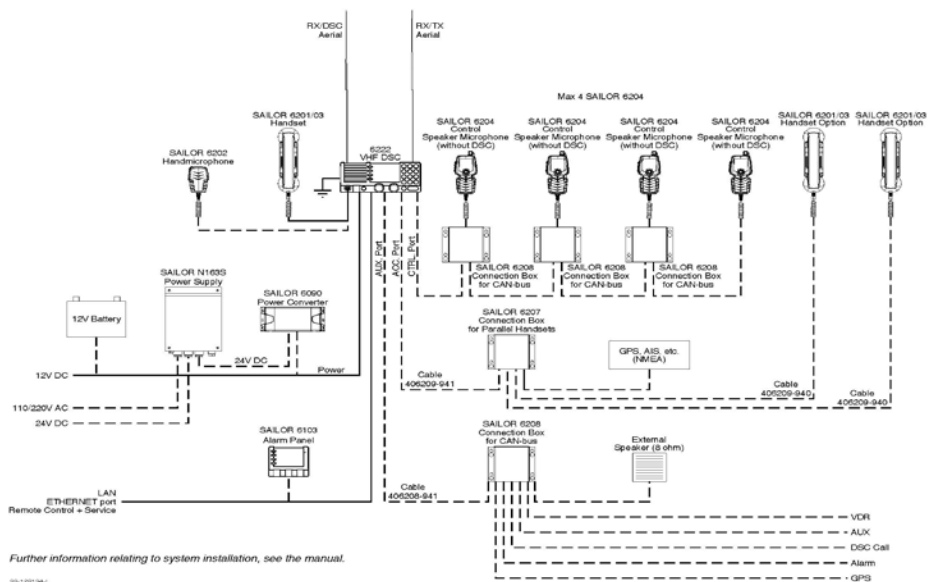 RX/DSC
Aerial
RX/TX
Aerial
Max 4 SAILOR 6204
SAILOR 6201/03
Handset
SAILOR 6202
Handmicrophone
6222
VHF DSC
SAILOR 6204
Control
Speaker Microphone
(without DSC)
SAILOR 6204
Control
Speaker Microphone
(without DSC)
SAILOR 6204
Control
Speaker Microphone
(without DSC)
SAILOR 6204
Control
Speaker Microphone
(without DSC)
SAILOR 6201/03
Handset Option
SAILOR 6201/03
Handset Option
AUX. Port
ACC. Port
CTRL. Port
SAILOR 6208
Connection Box
for CAN-bus
SAILOR 6208
Connection Box
for CAN-bus
SAILOR 6208
Connection Box
for CAN-bus
SAILOR N163S
Power Supply
SAILOR 6090
Power Converter
12V Battery
24V DC
12V DC
Power
110/220V AC
24V DC
SAILOR 6207
Connection Box
for Parallel Handsets
GPS, AIS, etc.
(NMEA)
Cable
406209-941
Cable
406209-940
Cable
406209-940
SAILOR 6103
Alarm Panel
SAILOR 6208
Connection Box
for CAN-bus
External
Speaker (8 ohm)
LAN
ETHERNET port
Remote Control + Service
Cable
406208-941
VDR
AUX
DSC Call
Alarm
GPS
Further information relating to system installation, see the manual.